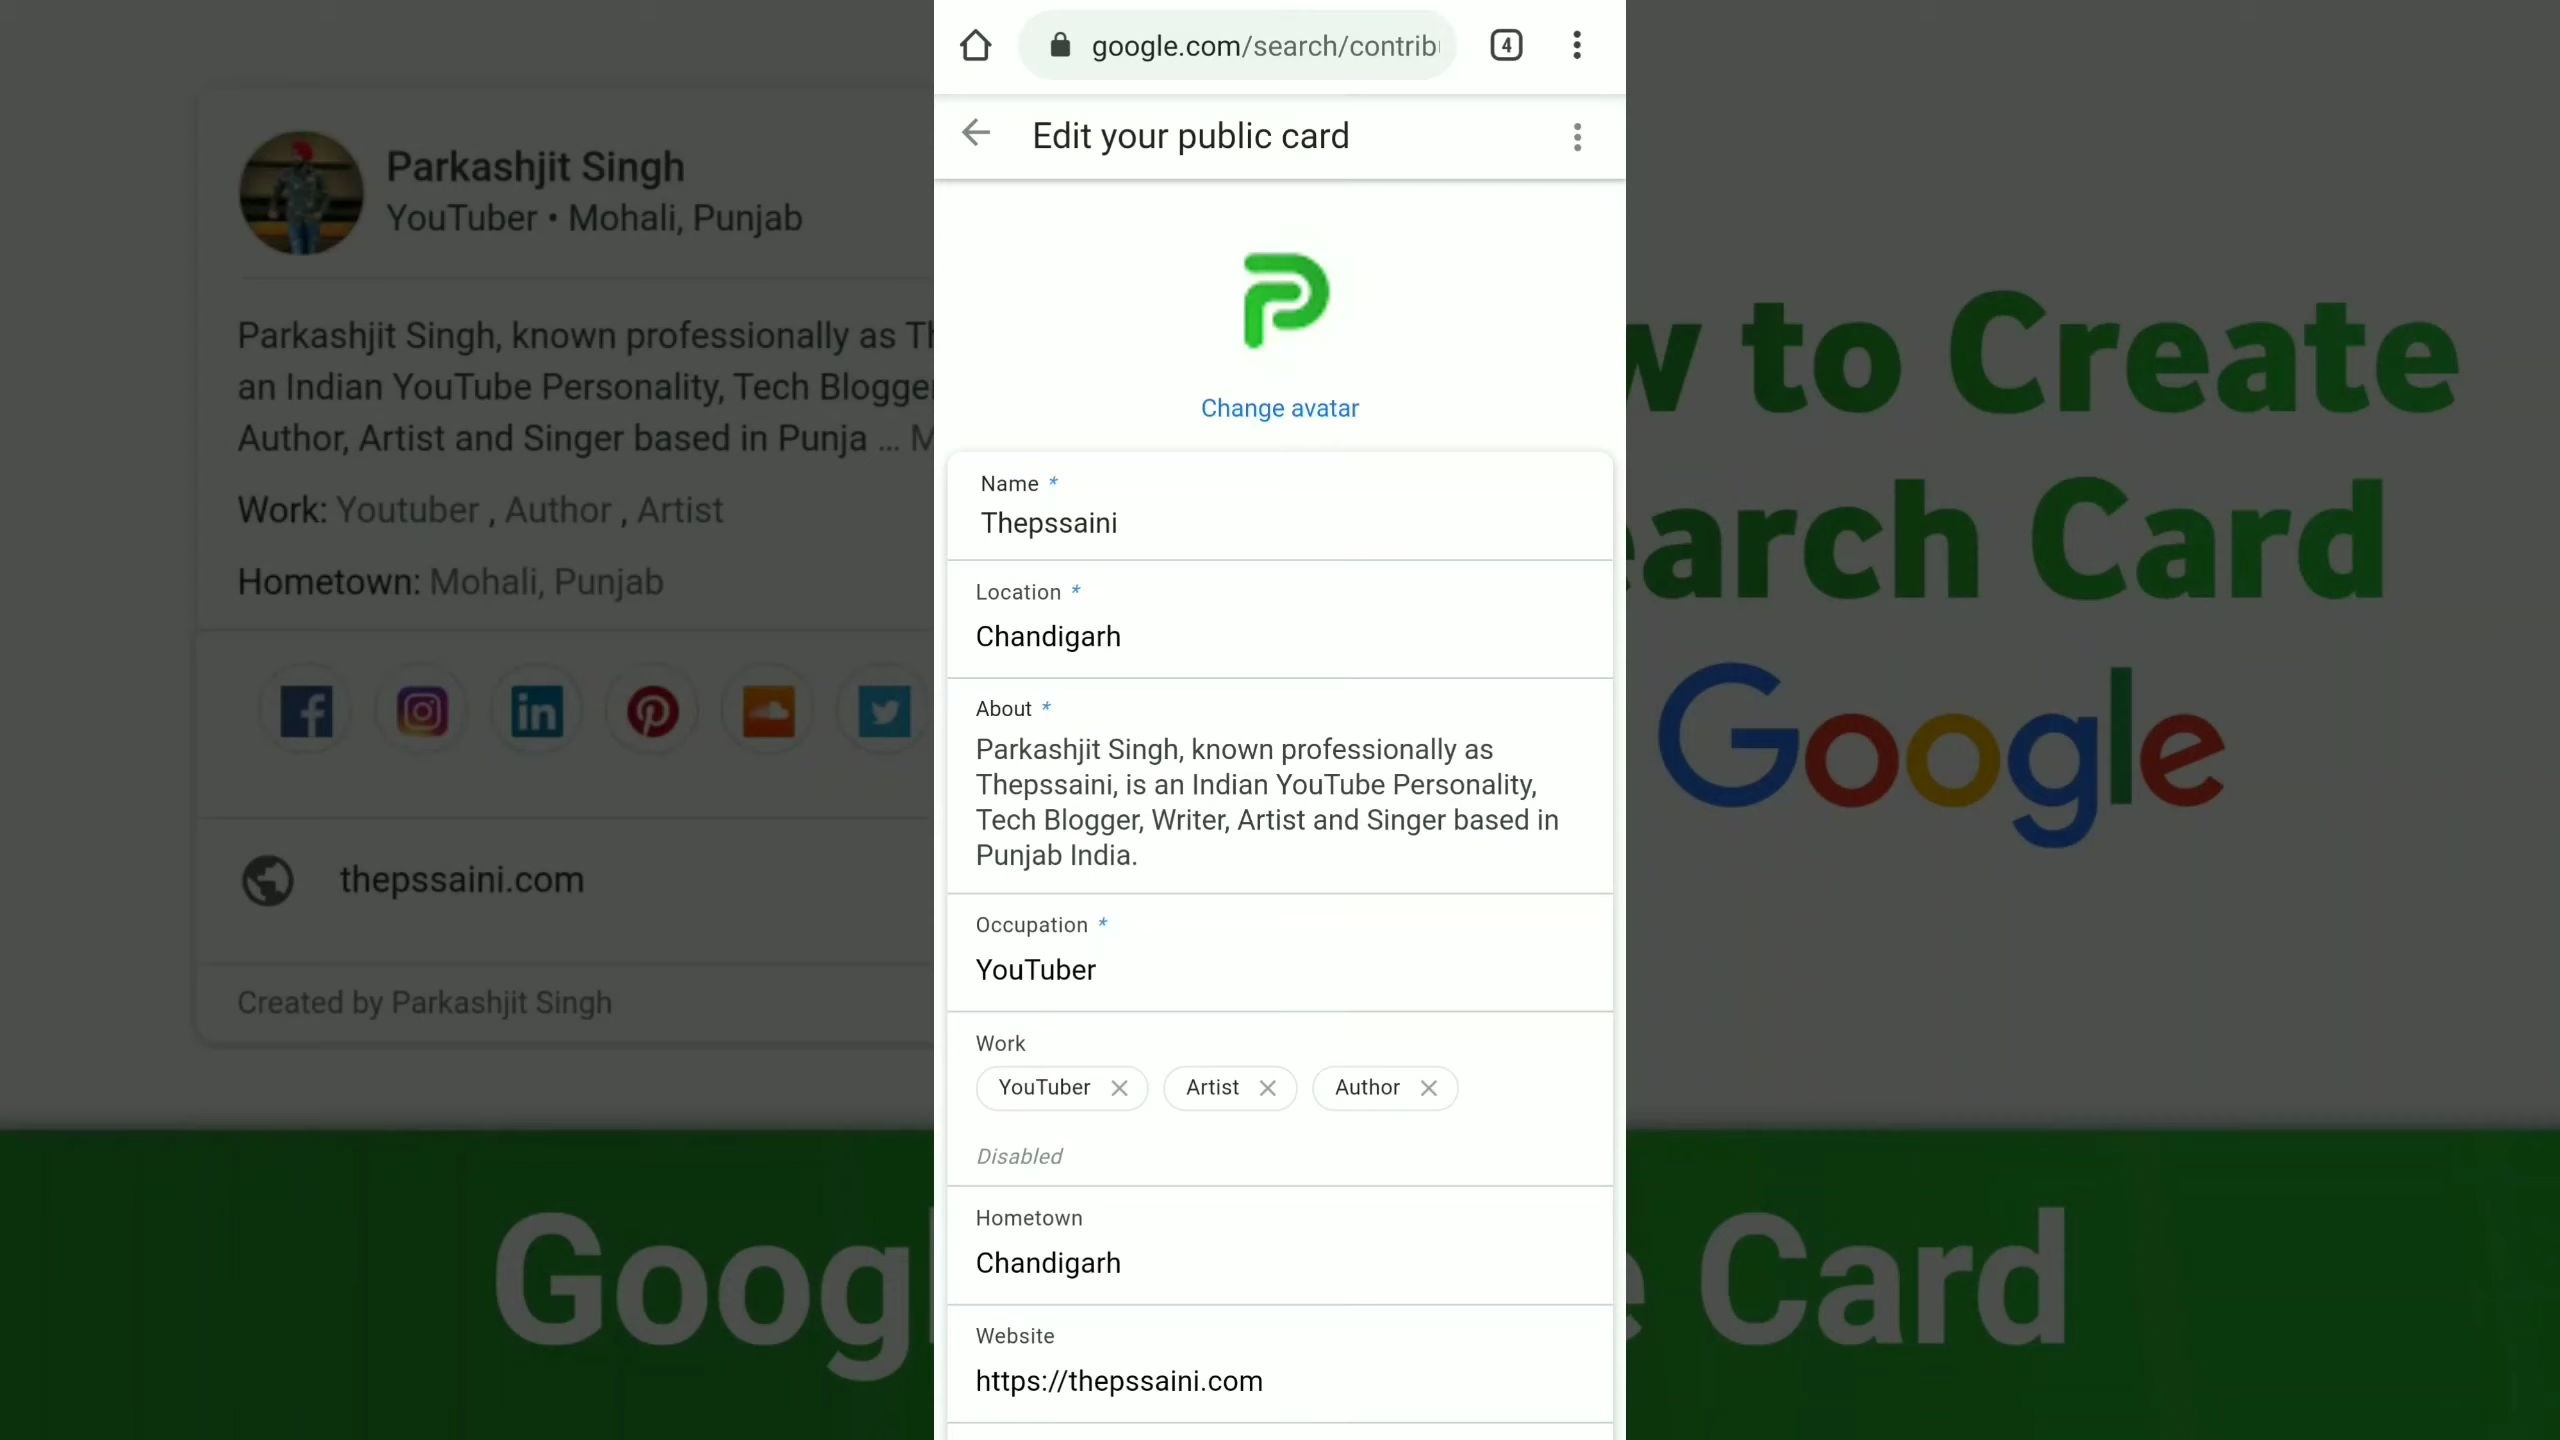 google.com/search/contrib
4
Edit your public card
Change avatar
Name *
Thepssaini
Location *
Chandigarh
About *
Parkashjit Singh, known professionally as
Thepssaini, is an Indian YouTube Personality,
Tech Blogger, Writer, Artist and Singer based in
Punjab India.
Occupation *
YouTuber
Work
YouTuber
Artist
Author
Disabled
Hometown
Chandigarh
Website
https://thepssaini.com
Parkashjit Singh
YouTuber • Mohali, Punjab
Parkashjit Singh, known professionally as Th
an Indian YouTube Personality, Tech Blogger
Author, Artist and Singer based in Punja ... M
Work: Youtuber , Author , Artist
Hometown: Mohali, Punjab
thepssaini.com
Created by Parkashjit Singh
w to Create
earch Card
Google
Googl
e Card